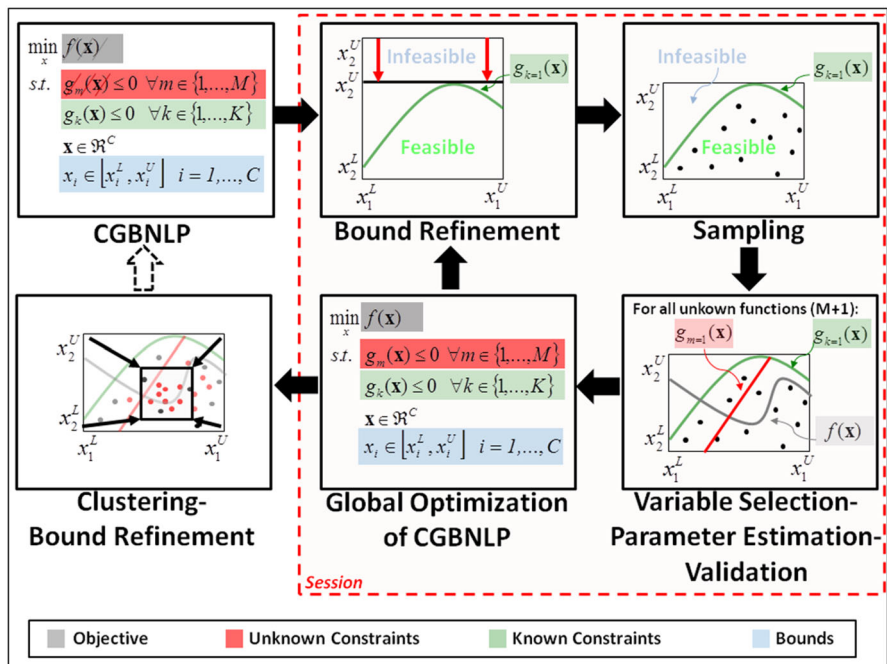 min f(x)
x
s.t. g_m(x) ≤ 0 ∀m ∈ {1,...,M}
g_k(x) ≤ 0 ∀k ∈ {1,...,K}
x ∈ ℜ^C
x_i ∈ ⌊x_i^L, x_i^U⌋ i = 1,...,C
CGBNLP
x_2^U
Infeasible
x_2^U
g_{k=1}(x)
Feasible
x_2^L
x_1^L x_1^U
Bound Refinement
Infeasible
g_{k=1}(x)
x_2^U
Feasible
x_2^L
x_1^L x_1^U
Sampling
x_2^U
x_2^L
x_1^L x_1^U
Clustering-
Bound Refinement
min f(x)
x
s.t. g_m(x) ≤ 0 ∀m ∈ {1,...,M}
g_k(x) ≤ 0 ∀k ∈ {1,...,K}
x ∈ ℜ^C
x_i ∈ ⌊x_i^L, x_i^U⌋ i = 1,...,C
Global Optimization
of CGBNLP
For all unkown functions (M+1):
g_{m=1}(x) g_{k=1}(x)
x_2^U
x_2^L
f(x)
x_1^L x_1^U
Variable Selection-
Parameter Estimation-
Validation
Session
Objective Unknown Constraints Known Constraints Bounds